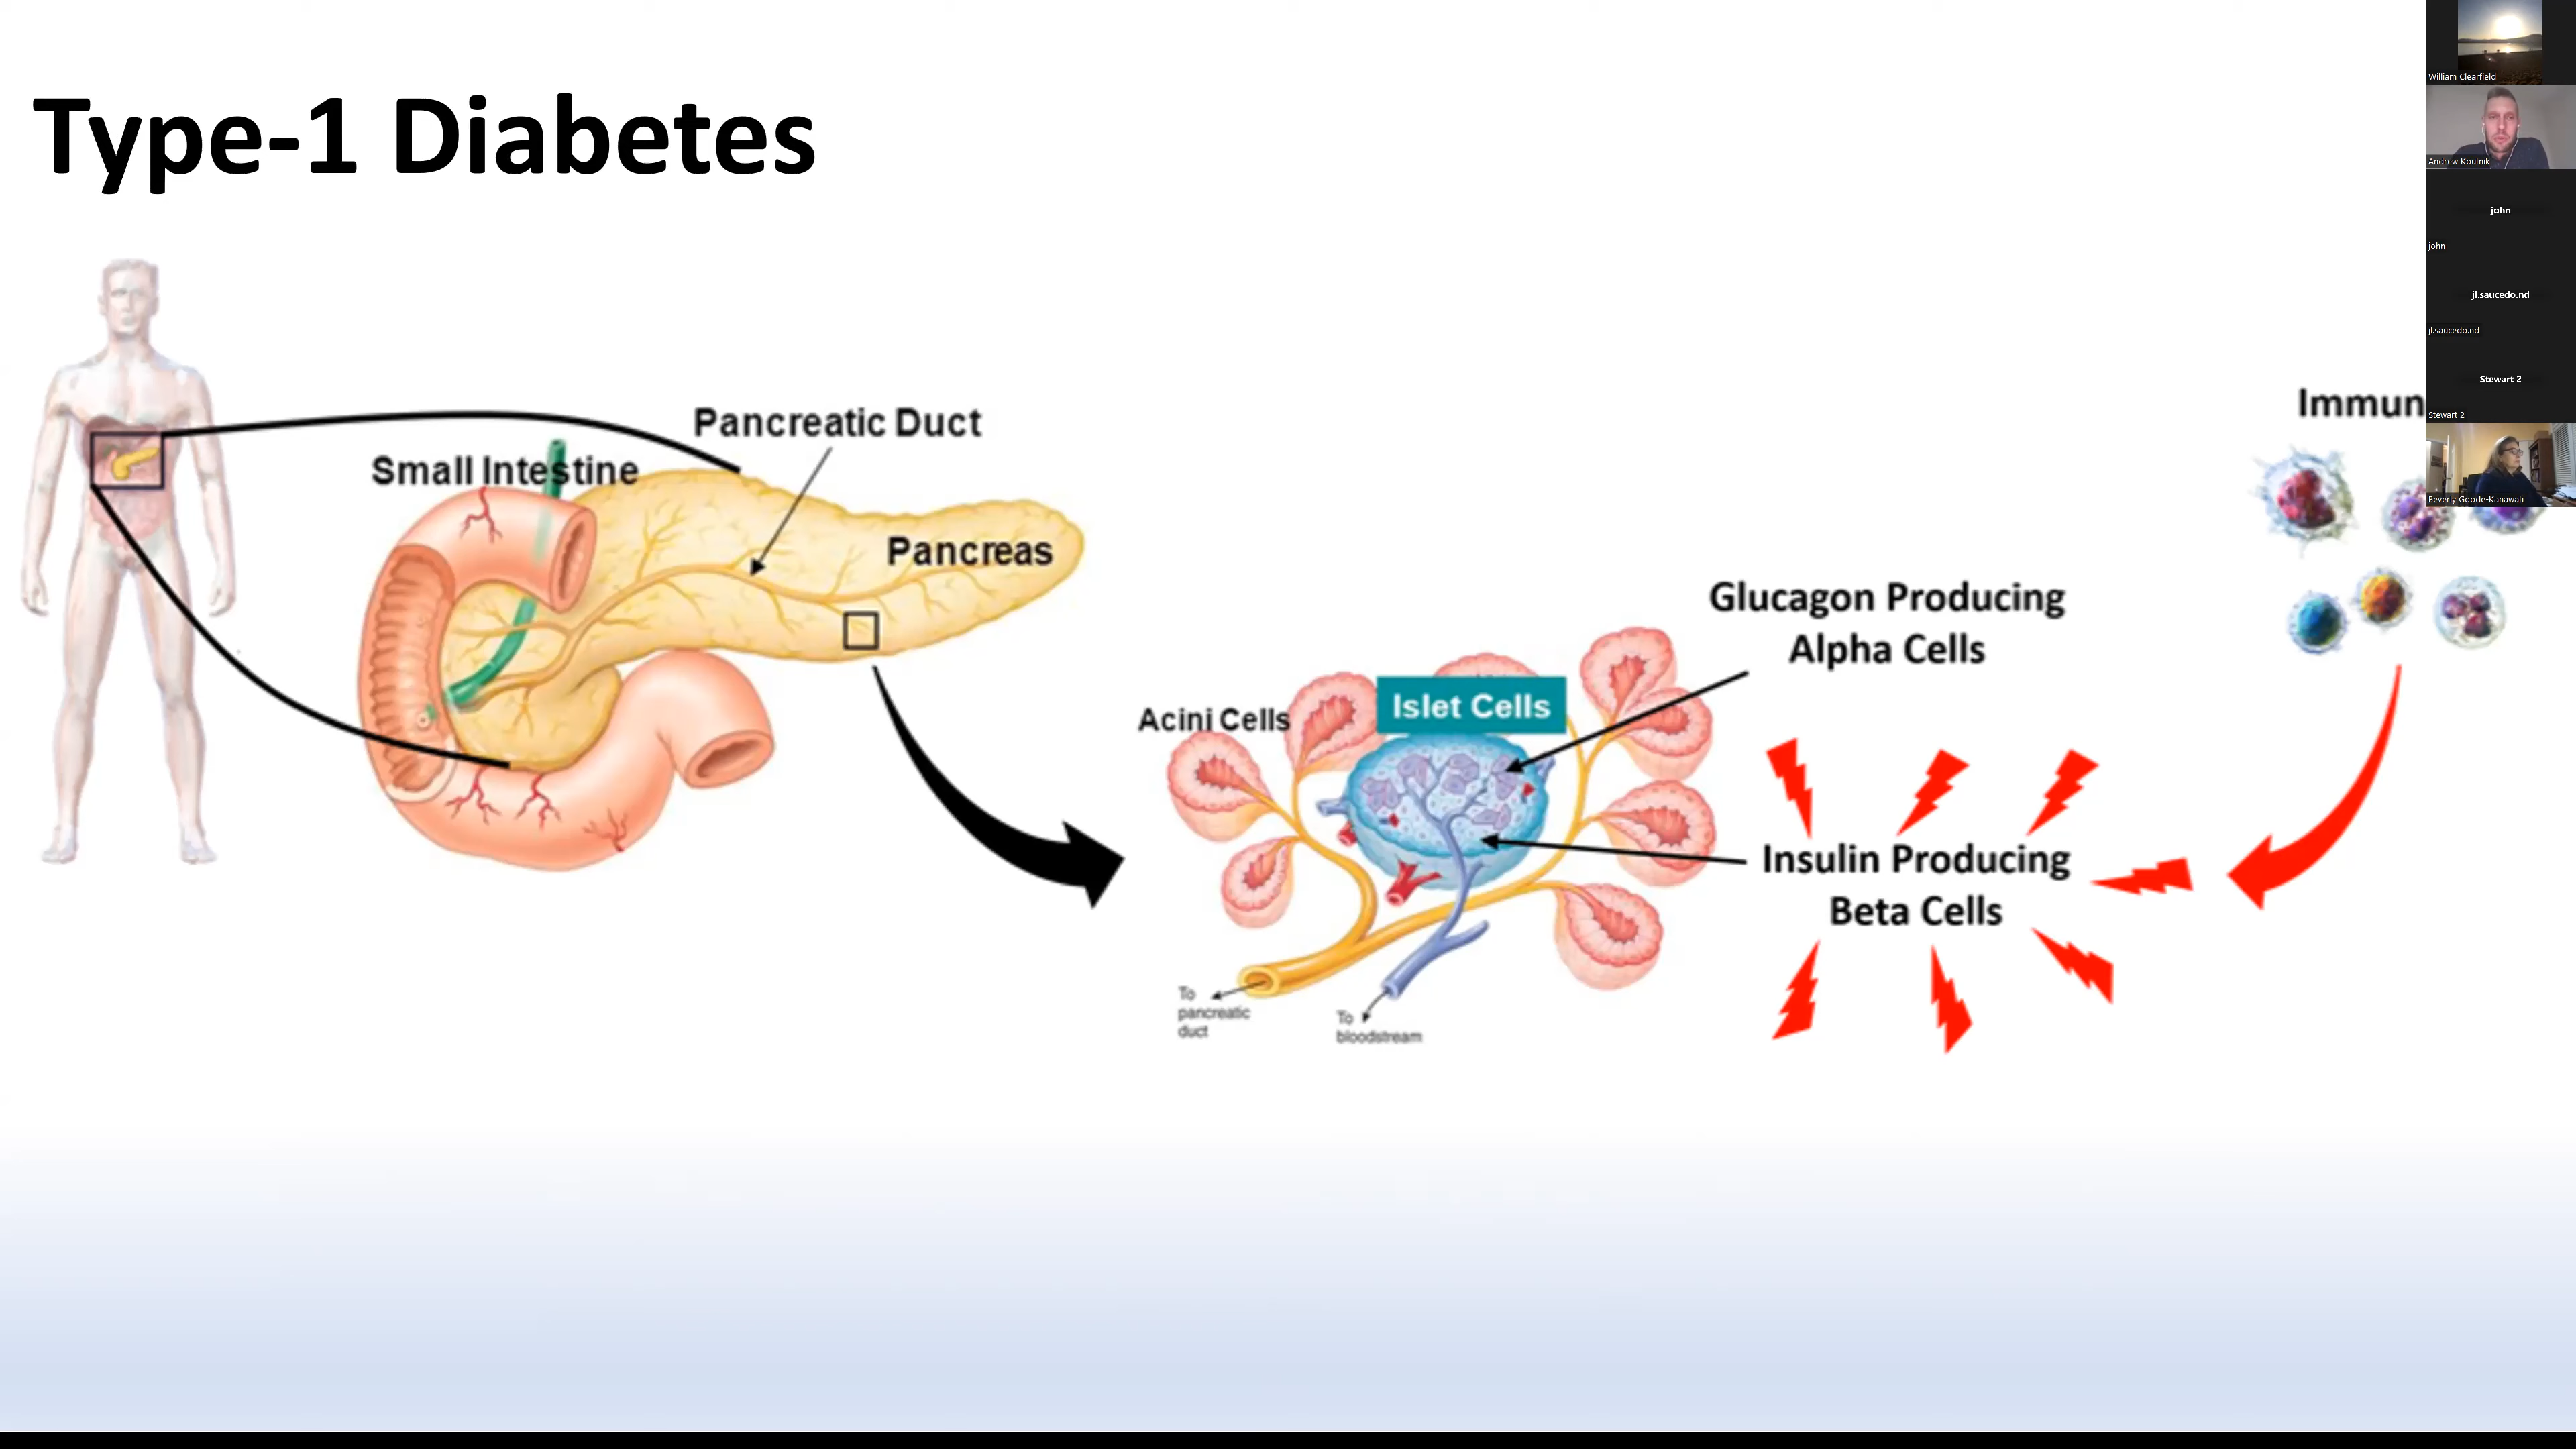 Type-1 Diabetes
Small Intestine
Pancreatic Duct
Pancreas
Acini Cells
Islet Cells
Glucagon Producing
Alpha Cells
Insulin Producing
Beta Cells
To
pancreatic
duct
To
bloodstream
Immun
William Clearfield
Andrew Koutnik
john
john
jl.saucedo.nd
jl.saucedo.nd
Stewart 2
Stewart 2
Beverly Goode-Kanawati